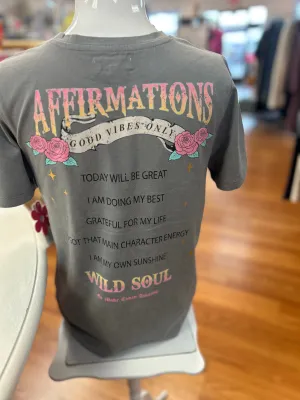 AFFIRMATIONS
GOOD VIBES ONLY
TODAY WILL BE GREAT
I AM DOING MY BEST
GRATEFUL FOR MY LIFE
THAT MAIN CHARACTER ENERGY
I AM MY OWN SUNSHINE
WILD SOUL